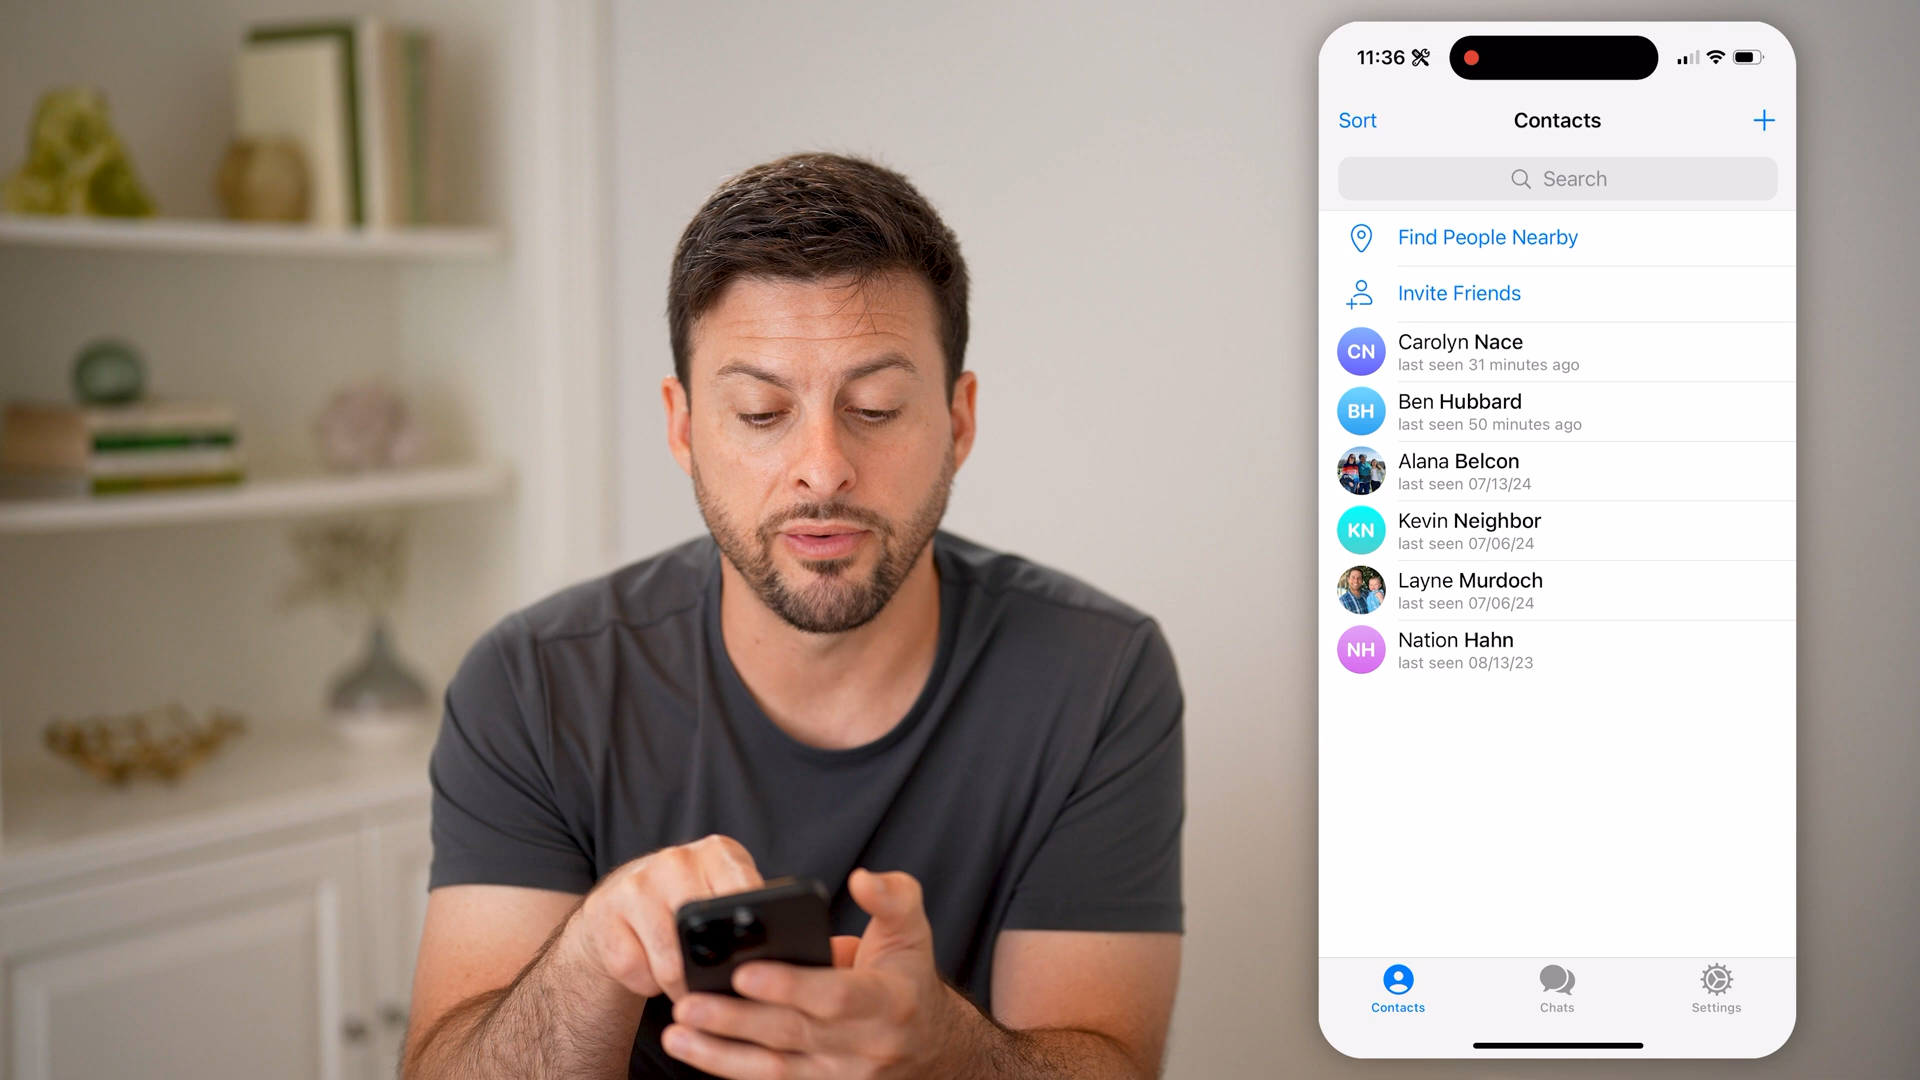 11:36
Sort
Contacts
Search
Find People Nearby
Invite Friends
CN
Carolyn Nace
last seen 31 minutes ago
BH
Ben Hubbard
last seen 50 minutes ago
Alana Belcon
last seen 07/13/24
KN
Kevin Neighbor
last seen 07/06/24
Layne Murdoch
last seen 07/06/24
NH
Nation Hahn
last seen 08/13/23
Contacts
Chats
Settings